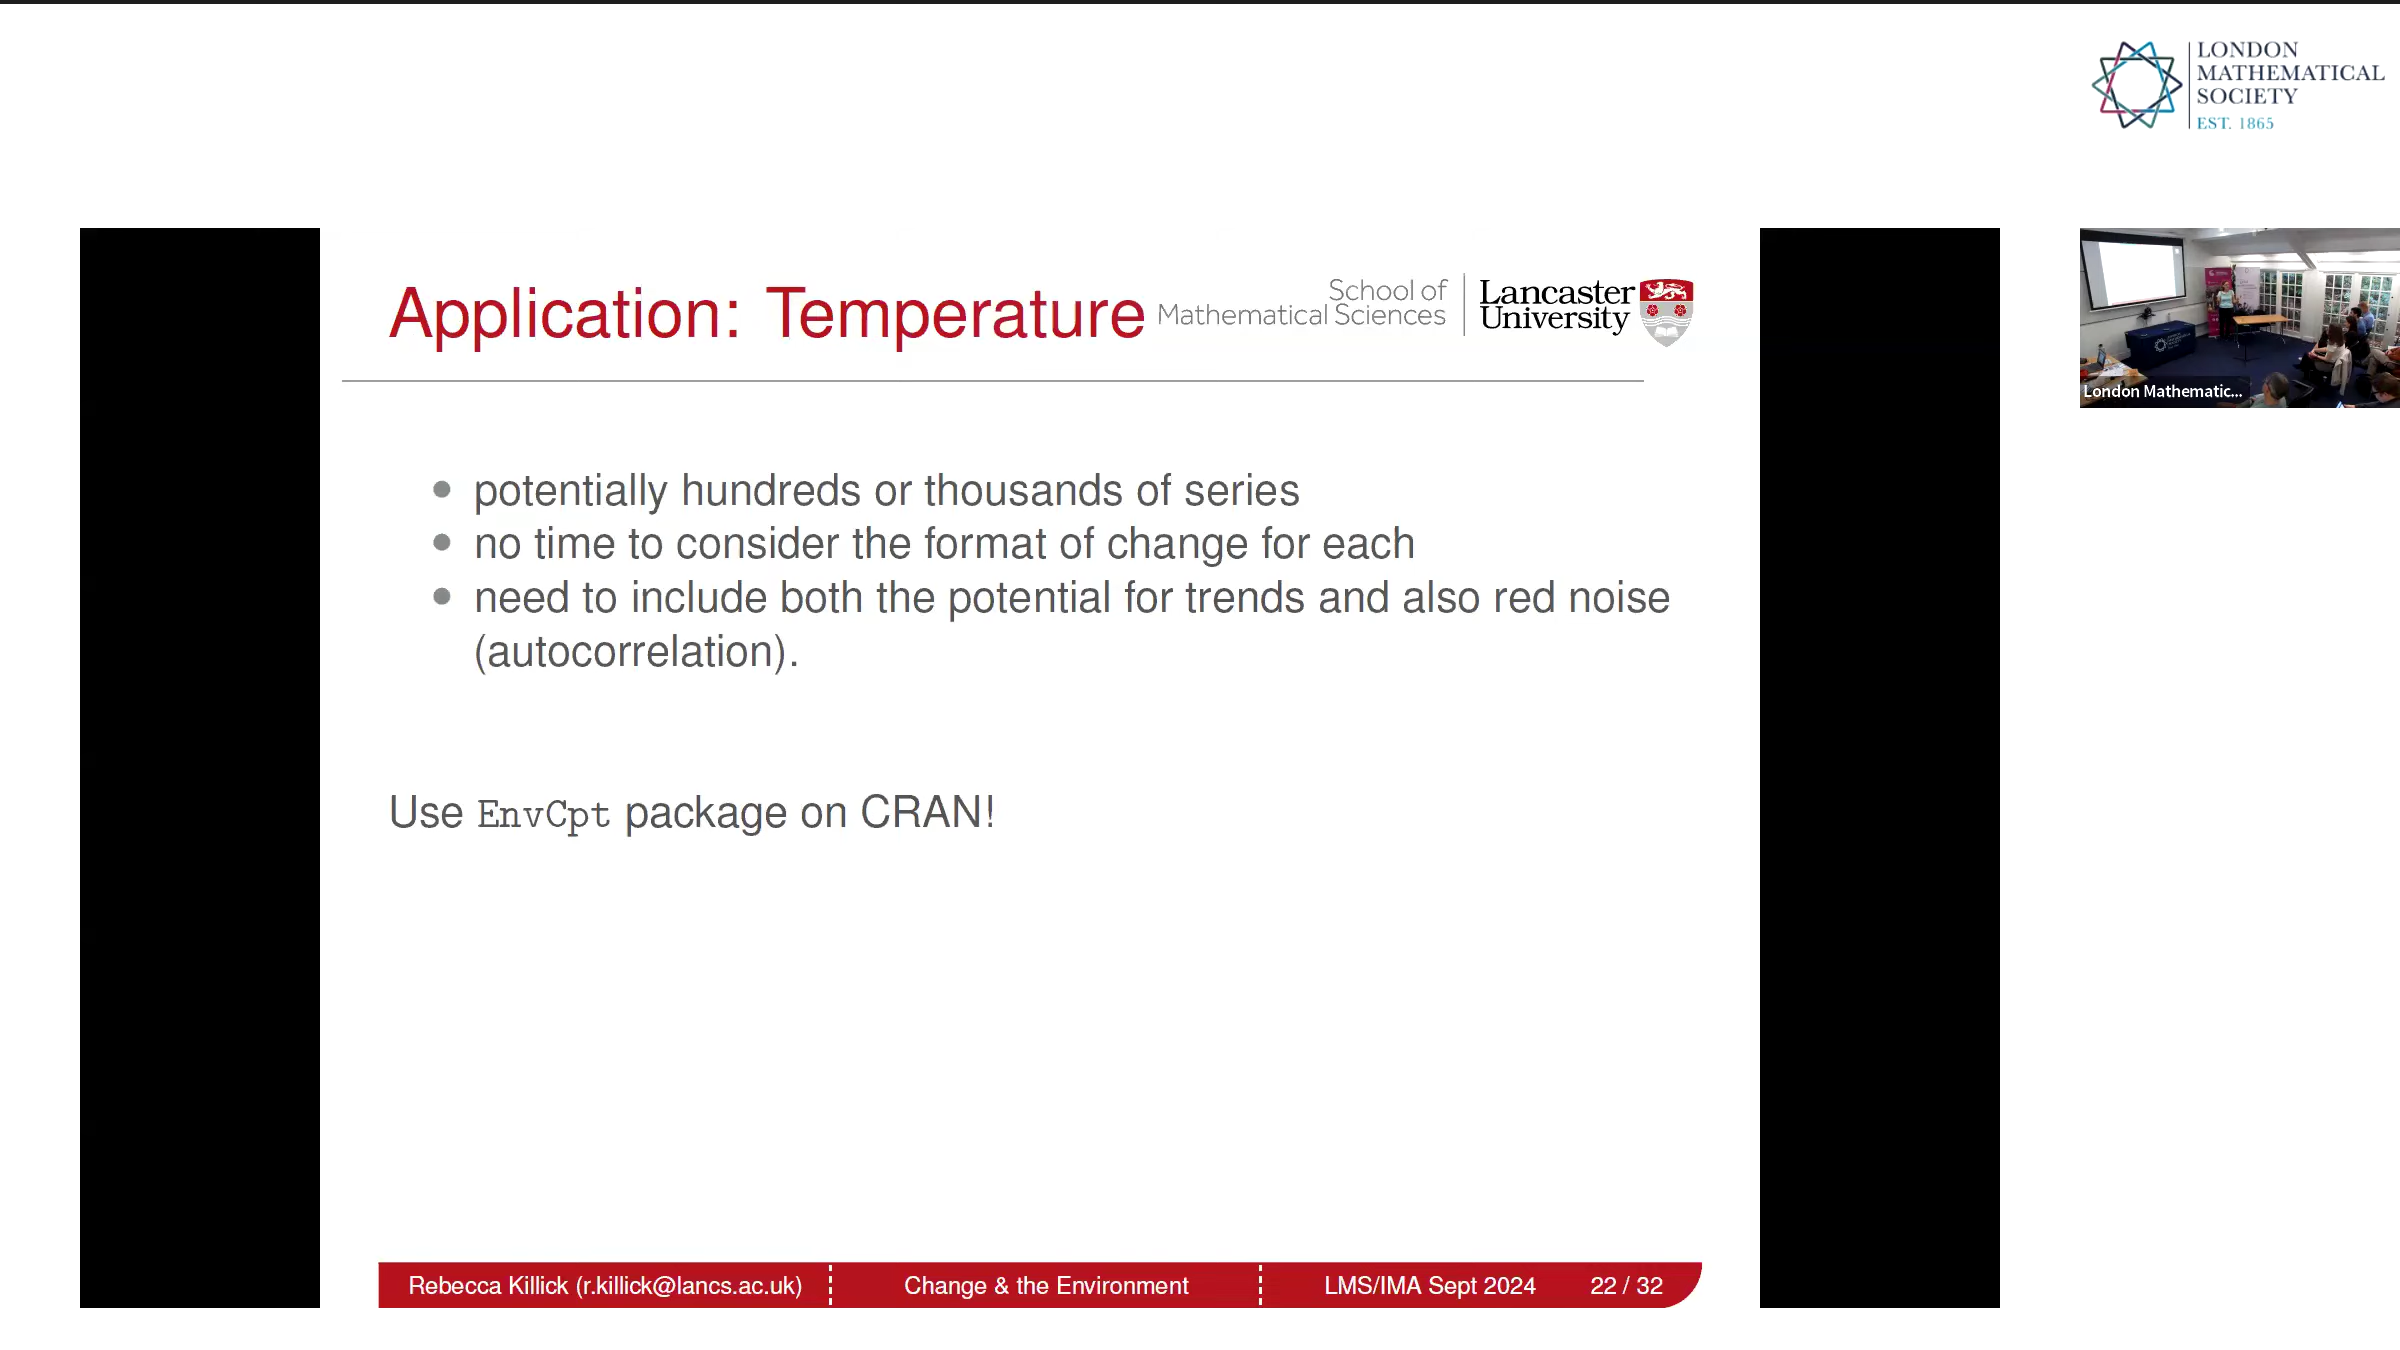 LONDON
MATHEMATICAL
SOCIETY
EST. 1865
Application: Temperature
School of
Mathematical Sciences
Lancaster
University
London Mathematic...
• potentially hundreds or thousands of series
• no time to consider the format of change for each
• need to include both the potential for trends and also red noise
(autocorrelation).
Use EnvCpt package on CRAN!
Rebecca Killick (r.killick@lancs.ac.uk)
Change & the Environment
LMS/IMA Sept 2024
22 / 32